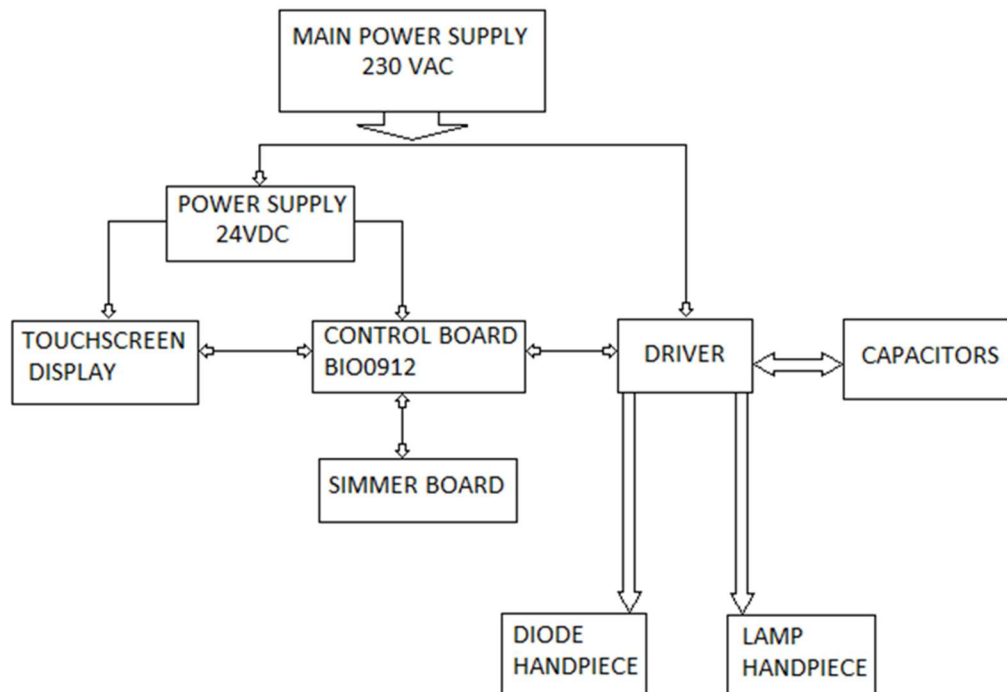 MAIN POWER SUPPLY
230 VAC
POWER SUPPLY
24VDC
TOUCHSCREEN
DISPLAY
CONTROL BOARD
BIO0912
DRIVER
CAPACITORS
SIMMER BOARD
DIODE
HANDPIECE
LAMP
HANDPIECE